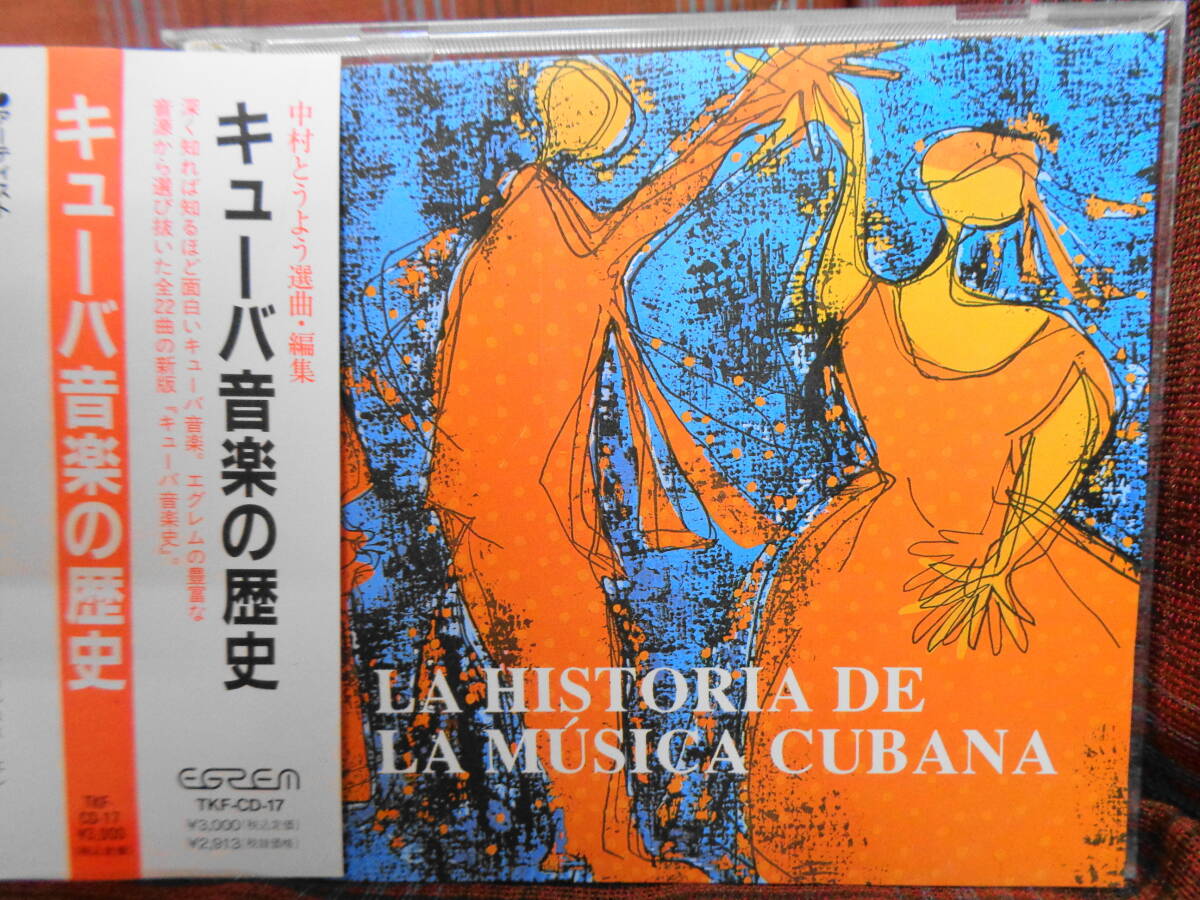 キューバ音楽の歴史
TKF-
CD-17
¥3,000
中村とうよう選曲・編集
キューバ音楽の歴史
深く知れば知るほど面白いキューバ音楽。エグレムの豊富な
音源から選び抜いた全22曲の新版「キューバ音楽史」。
EGREM
TKF-CD-17
¥3,000(税込定価)
¥2,913(税抜価格)
LA HISTORIA DE
LA MÚSICA CUBANA